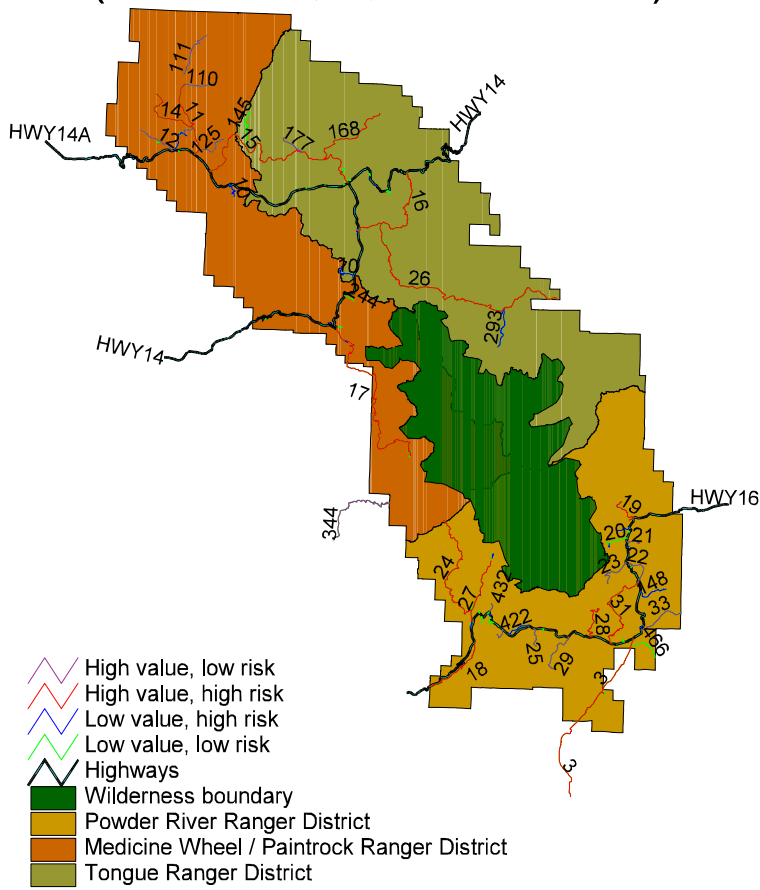 111
110
HWY14
14
11
145
168
HWY14A
12
125
15
177
10
16
10
26
244
293
HWY14
17
HWY16
19
344
20
21
24
23
22
432
48
27
31
33
28
422
466
25
29
18
3
3
High value, low risk
High value, high risk
Low value, high risk
Low value, low risk
Highways
Wilderness boundary
Powder River Ranger District
Medicine Wheel / Paintrock Ranger District
Tongue Ranger District